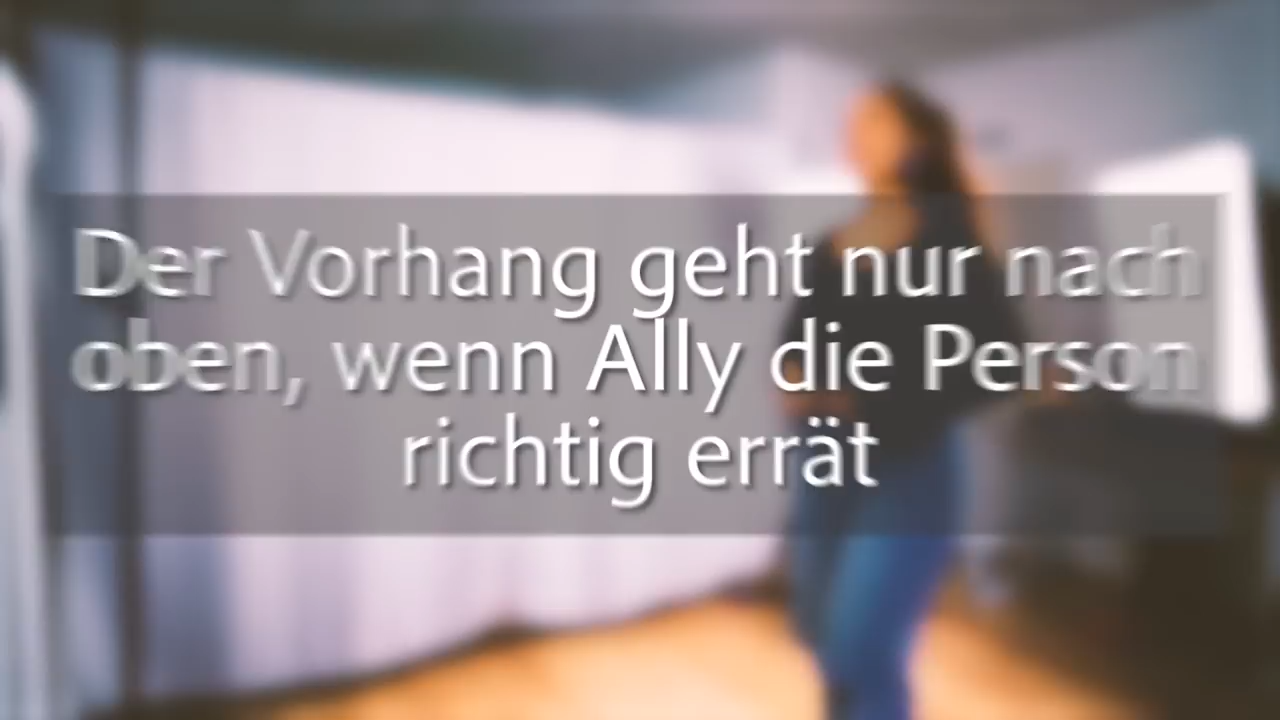 Der Vorhang geht nur nach
oben, wenn Ally die Person
richtig errät